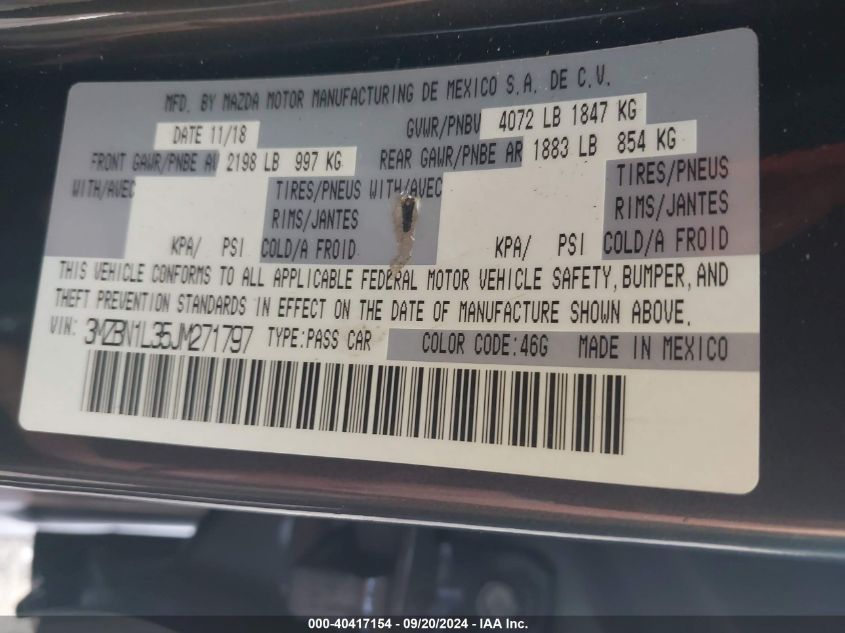 MFD. BY MAZDA MOTOR MANUFACTURING DE MEXICO S.A. DE C.V.
DATE 11/18 GVWR/PNBV 4072 LB 1847 KG
FRONT GAWR/PNBE AV 2198 LB 997 KG REAR GAWR/PNBE AR 1883 LB 854 KG
WITH/AVEC TIRES/PNEUS WITH/AVEC TIRES/PNEUS
RIMS/JANTES RIMS/JANTES
KPA/ PSI COLD/A FROID KPA/ PSI COLD/A FROID
THIS VEHICLE CONFORMS TO ALL APPLICABLE FEDERAL MOTOR VEHICLE SAFETY, BUMPER, AND
THEFT PREVENTION STANDARDS IN EFFECT ON THE DATE OF MANUFACTURE SHOWN ABOVE.
VIN: 3MZBN1L35JM271797 TYPE:PASS CAR COLOR CODE:46G MADE IN MEXICO
000-40417154 - 09/20/2024 - IAA Inc.